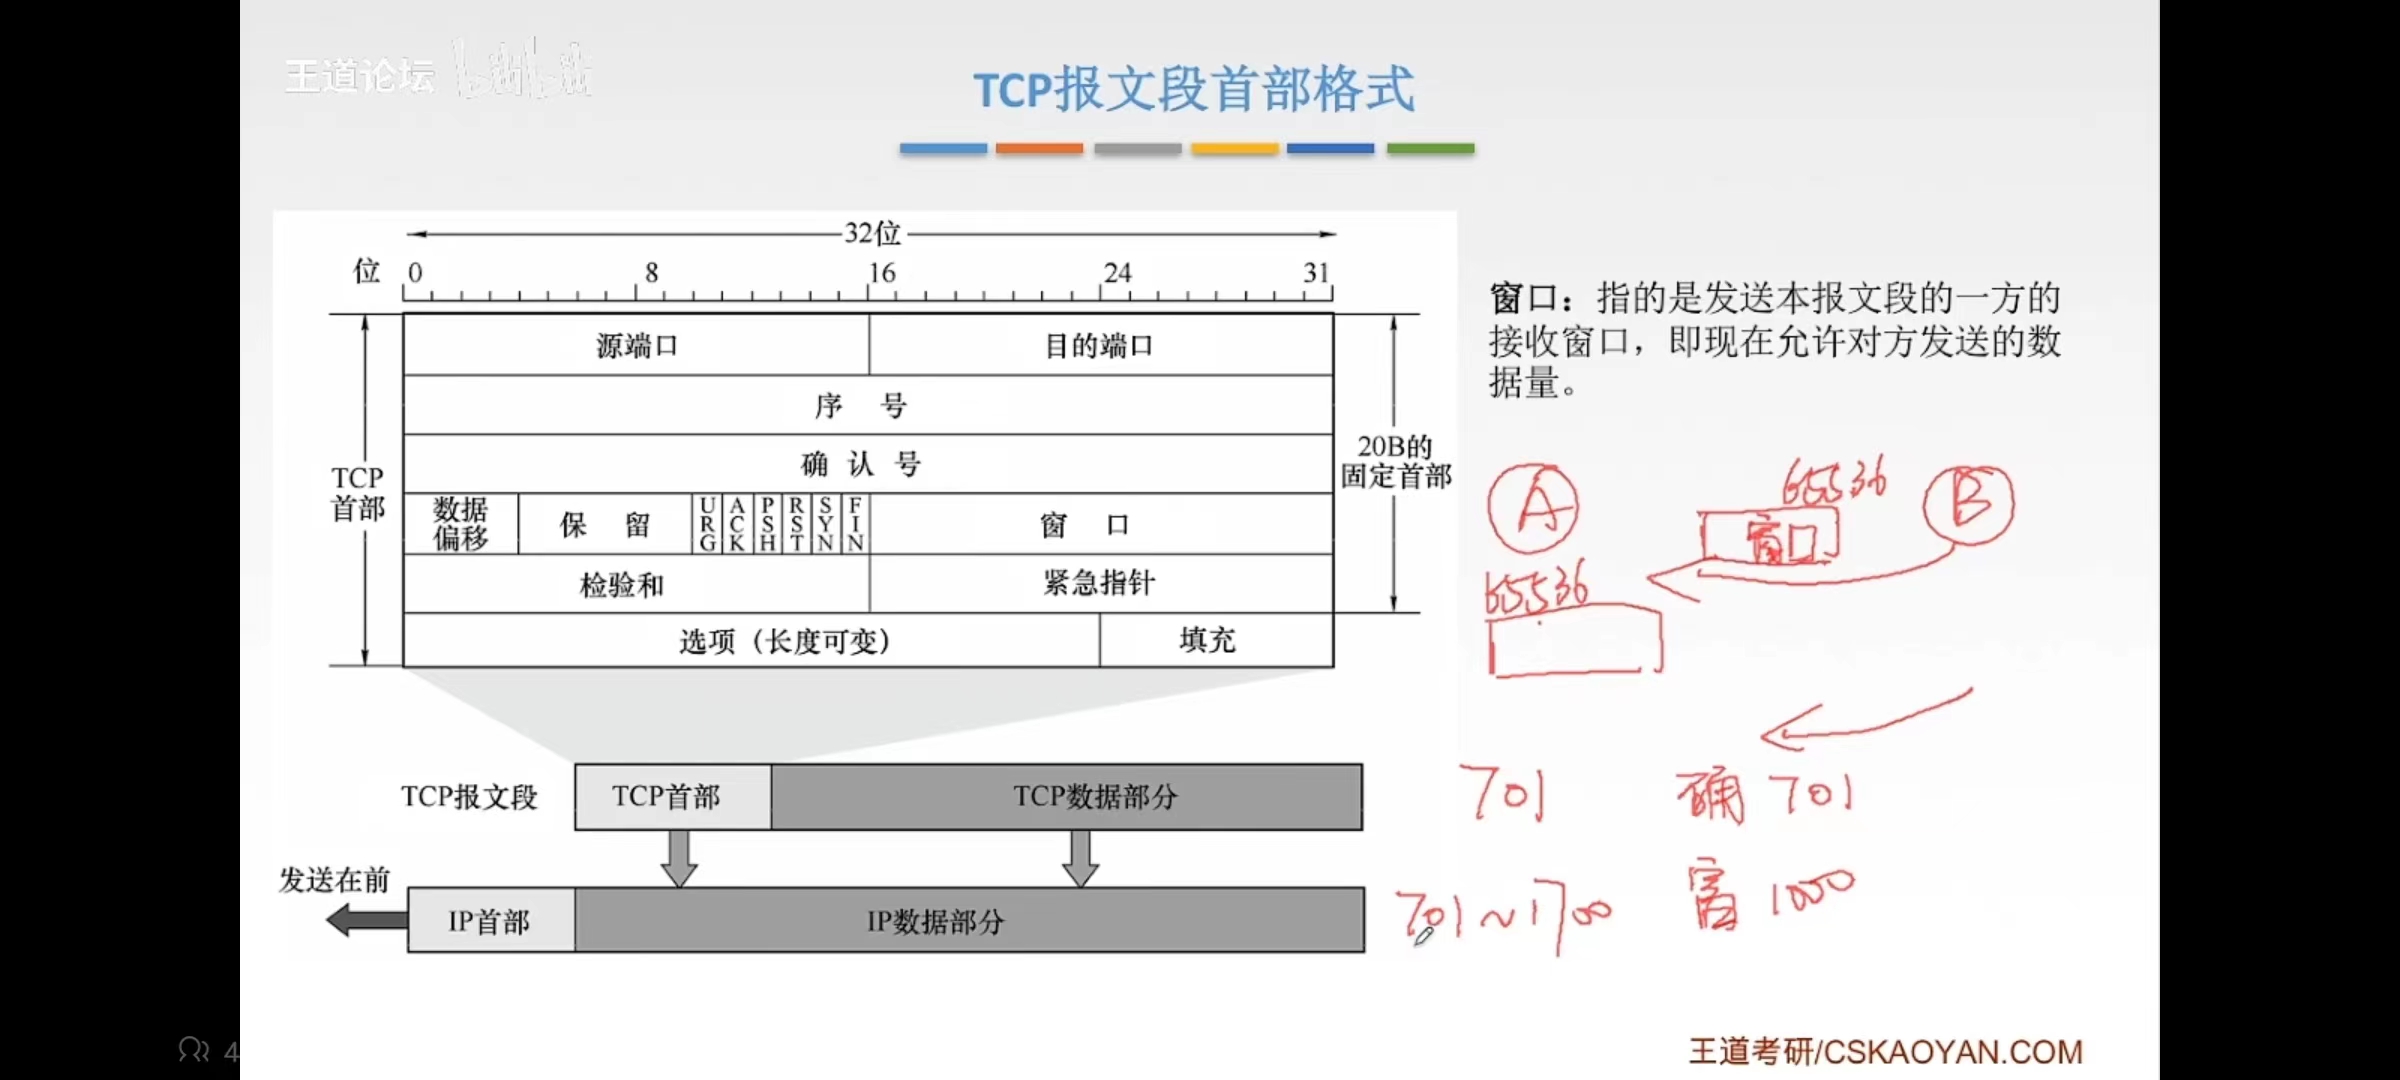 王道论坛 bilibili
TCP报文段首部格式
32位
位 0 8 16 24 31
源端口 目的端口
序 号
确 认 号
TCP
首部
20B的
固定首部
数据
偏移
保 留
URG ACK PSH RST SYN FIN
窗 口
检验和 紧急指针
选项（长度可变） 填充
TCP报文段 TCP首部 TCP数据部分
发送在前
IP首部 IP数据部分
窗口：指的是发送本报文段的一方的
接收窗口，即现在允许对方发送的数
据量。
A 65536 B
窗口
65536
701 确 701
701~1700 窗 1000
4
王道考研/CSKAOYAN.COM